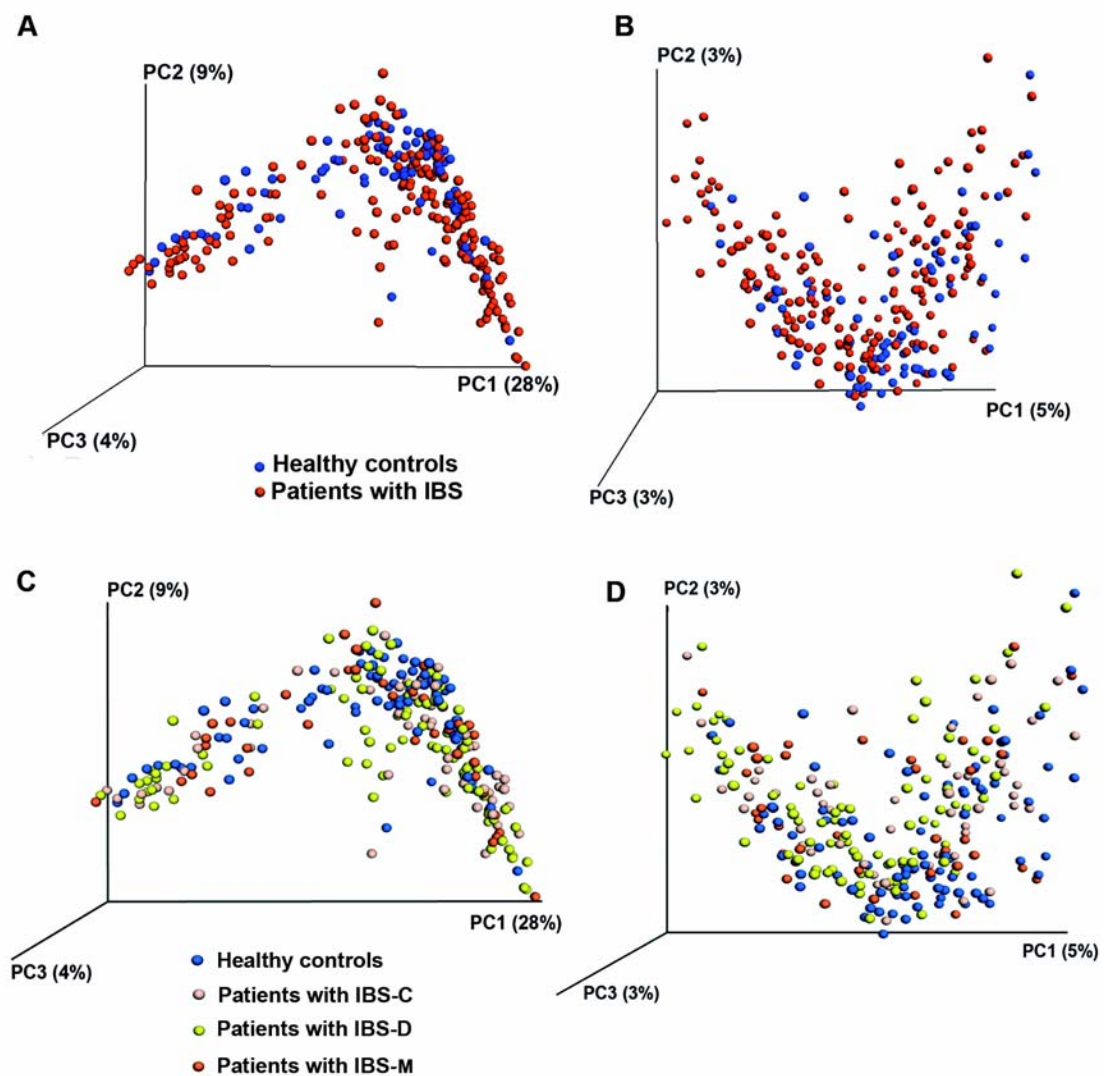 A
PC2 (9%)
PC1 (28%)
PC3 (4%)
B
PC2 (3%)
PC1 (5%)
PC3 (3%)
Healthy controls
Patients with IBS
C
PC2 (9%)
PC1 (28%)
PC3 (4%)
D
PC2 (3%)
PC1 (5%)
PC3 (3%)
Healthy controls
Patients with IBS-C
Patients with IBS-D
Patients with IBS-M